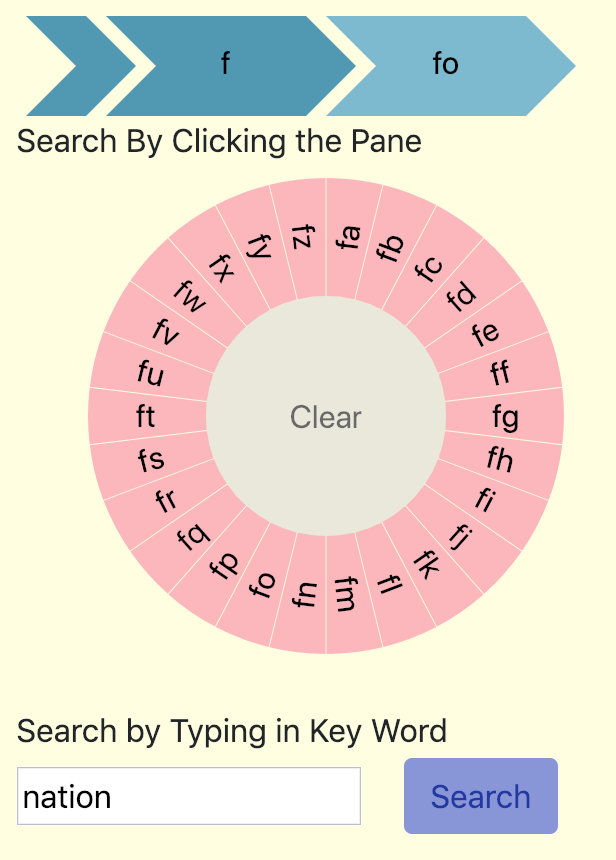 f
fo
Search By Clicking the Pane
fa
fb
fc
fd
fe
ff
fg
fh
fi
fj
fk
fl
fm
fn
fo
fp
fq
fr
fs
ft
fu
fv
fw
fx
fy
fz
Clear
Search by Typing in Key Word
nation
Search